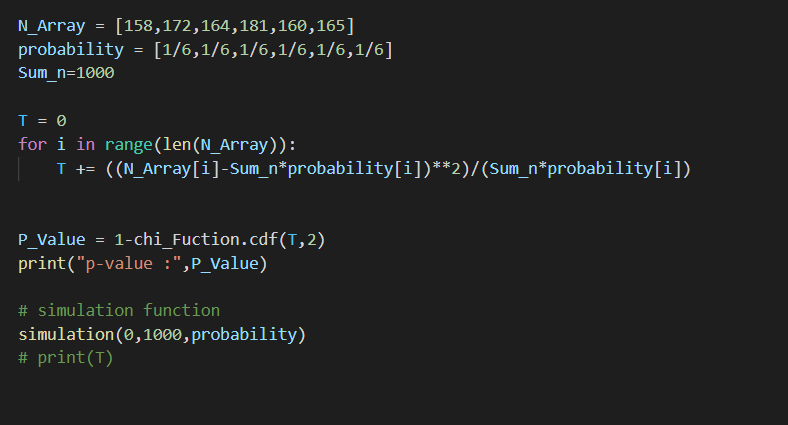 N_Array = [158,172,164,181,160,165]
probability = [1/6,1/6,1/6,1/6,1/6,1/6]
Sum_n=1000
T = 0
for i in range(len(N_Array)):
    T += ((N_Array[i]-Sum_n*probability[i])**2)/(Sum_n*probability[i])
P_Value = 1-chi_Fuction.cdf(T,2)
print("p-value :",P_Value)
# simulation function
simulation(0,1000,probability)
# print(T)